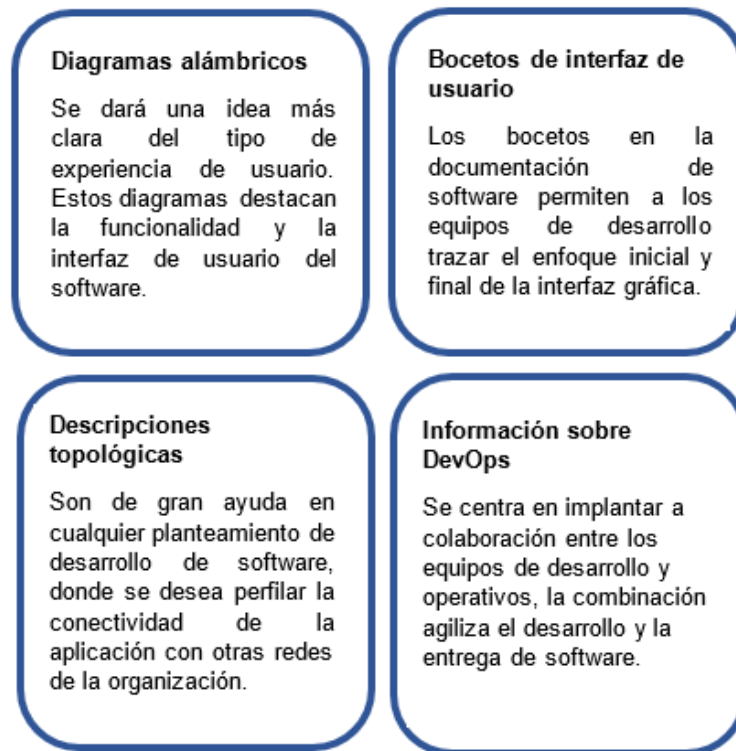 Diagramas alámbricos
Se dará una idea más
clara del tipo de
experiencia de usuario.
Estos diagramas destacan
la funcionalidad y la
interfaz de usuario del
software.
Bocetos de interfaz de
usuario
Los bocetos en la
documentación de
software permiten a los
equipos de desarrollo
trazar el enfoque inicial y
final de la interfaz gráfica.
Descripciones
topológicas
Son de gran ayuda en
cualquier planteamiento de
desarrollo de software,
donde se desea perfilar la
conectividad de la
aplicación con otras redes
de la organización.
Información sobre
DevOps
Se centra en implantar a
colaboración entre los
equipos de desarrollo y
operativos, la combinación
agiliza el desarrollo y la
entrega de software.